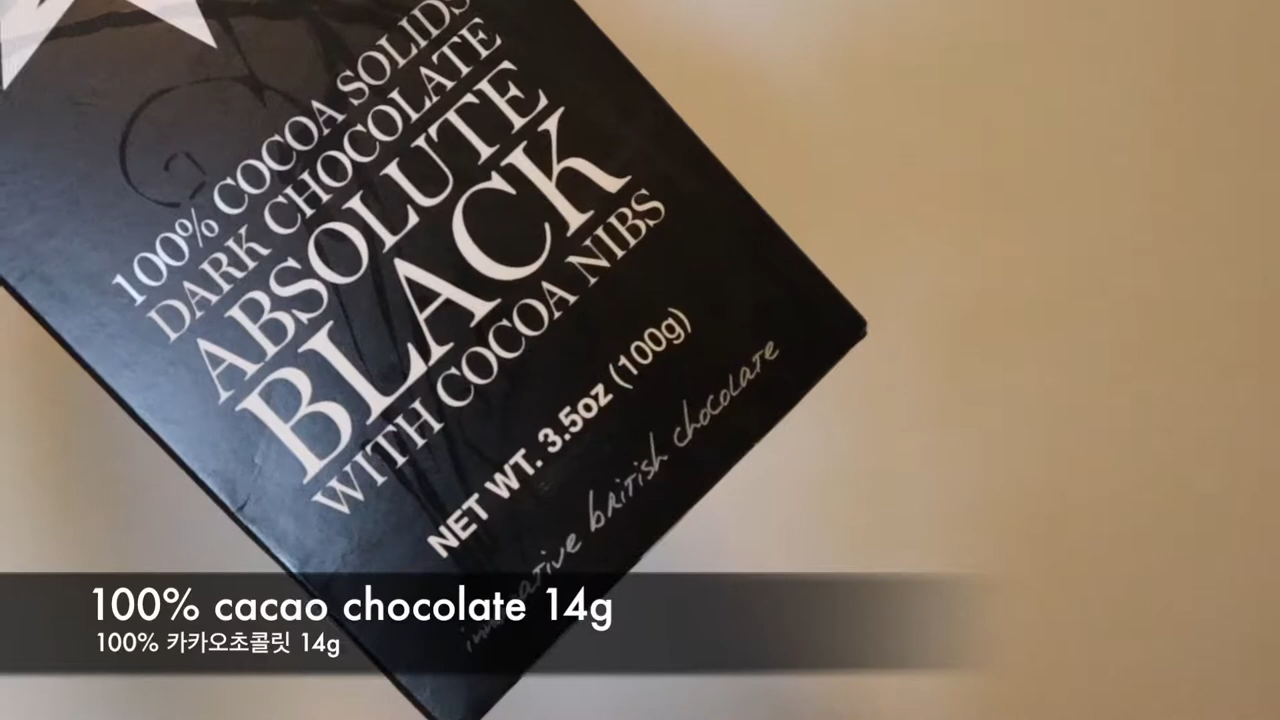 100% COCOA SOLIDS
DARK CHOCOLATE
ABSOLUTE
BLACK
WITH COCOA NIBS
NET WT. 3.5oz (100g)
innovative british chocolate
100% cacao chocolate 14g
100% 카카오초콜릿 14g